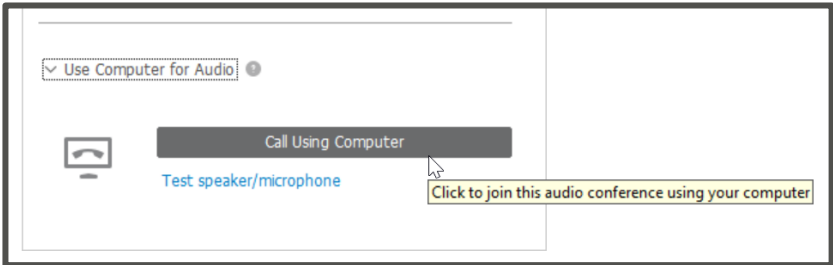 Use Computer for Audio ?
Call Using Computer
Test speaker/microphone
Click to join this audio conference using your computer